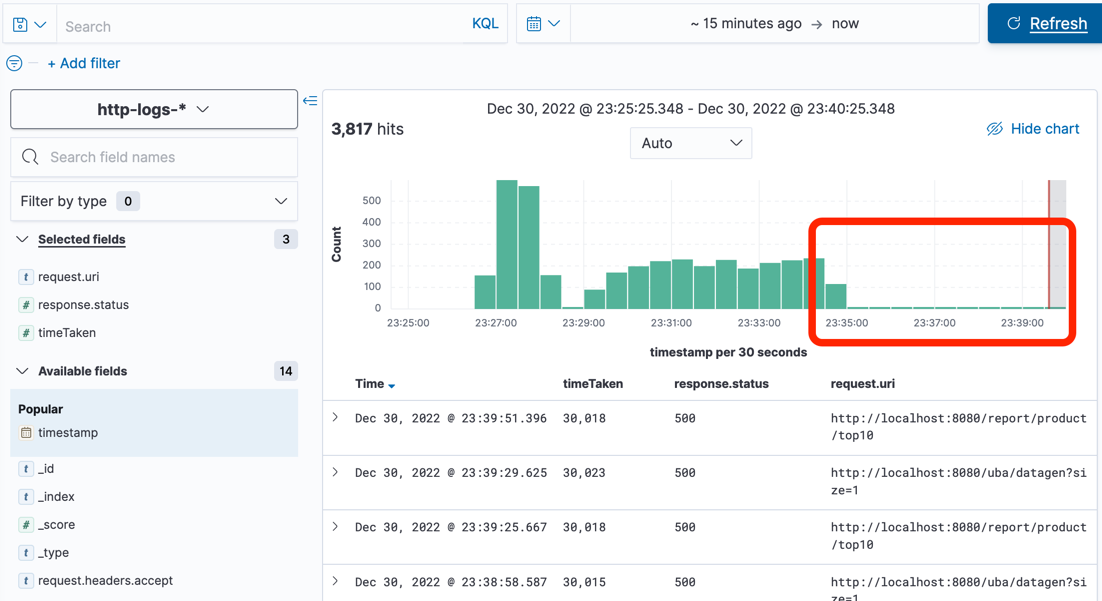 Search
KQL
~ 15 minutes ago → now
Refresh
+ Add filter
http-logs-*
Search field names
Filter by type 0
Selected fields 3
t request.uri
# response.status
# timeTaken
Available fields 14
Popular
timestamp
t _id
t _index
# _score
t _type
t request.headers.accept
Dec 30, 2022 @ 23:25:25.348 - Dec 30, 2022 @ 23:40:25.348
3,817 hits
Auto
Hide chart
Count
500
400
300
200
100
0
23:25:00 23:27:00 23:29:00 23:31:00 23:33:00 23:35:00 23:37:00 23:39:00
timestamp per 30 seconds
Time timeTaken response.status request.uri
Dec 30, 2022 @ 23:39:51.396 30,018 500 http://localhost:8080/report/product
/top10
Dec 30, 2022 @ 23:39:29.625 30,023 500 http://localhost:8080/uba/datagen?si
ze=1
Dec 30, 2022 @ 23:39:25.667 30,018 500 http://localhost:8080/report/product
/top10
Dec 30, 2022 @ 23:38:58.587 30,015 500 http://localhost:8080/uba/datagen?si
ze=1